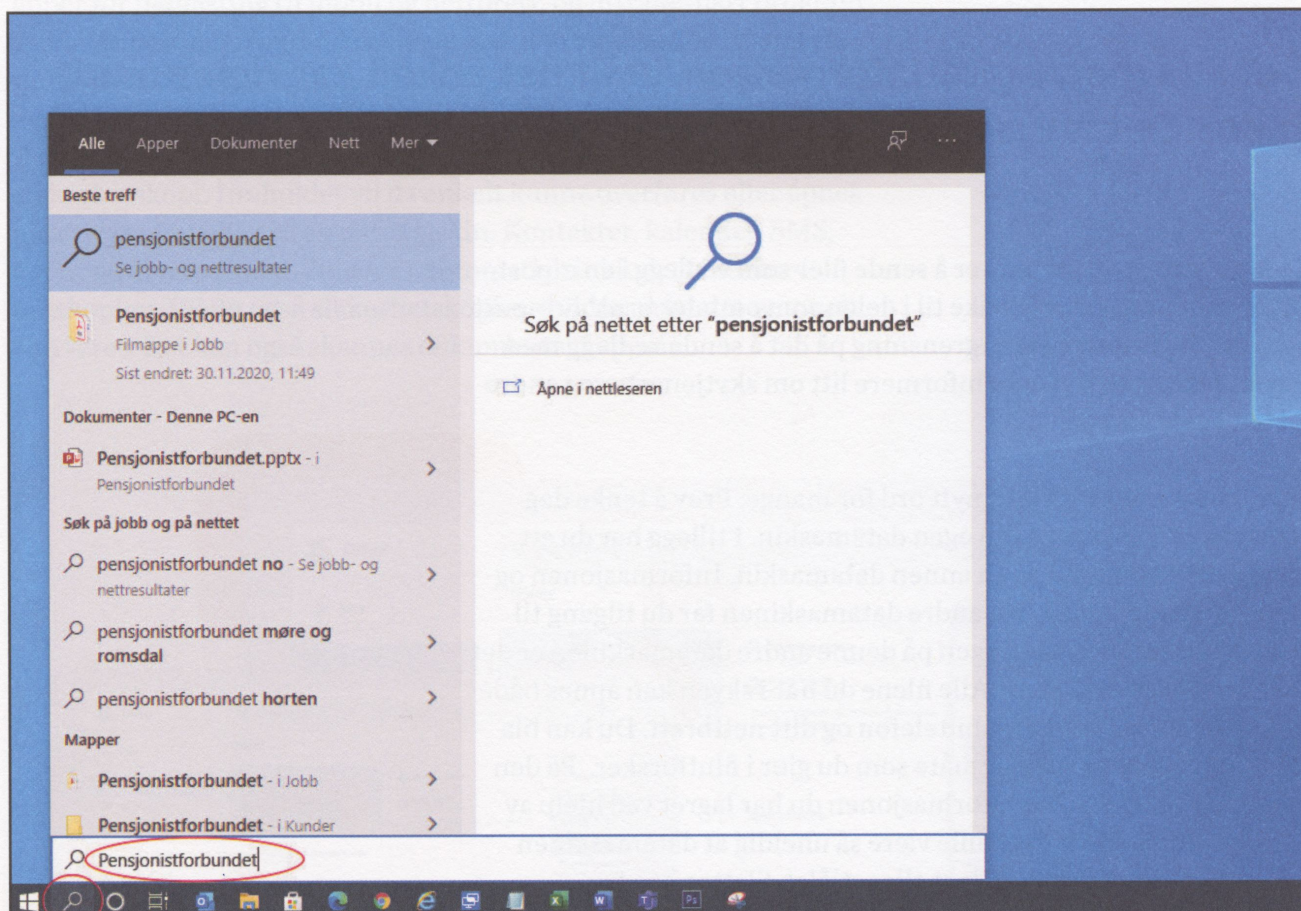 Alle Apper Dokumenter Nett Mer
Beste treff
pensjonistforbundet
Se jobb- og nettresultater
Pensjonistforbundet
Filmappe i Jobb
Sist endret: 30.11.2020, 11:49
Dokumenter - Denne PC-en
Pensjonistforbundet.pptx - i
Pensjonistforbundet
Søk på jobb og på nettet
pensjonistforbundet no - Se jobb- og
nettresultater
pensjonistforbundet møre og
romsdal
pensjonistforbundet horten
Mapper
Pensjonistforbundet - i Jobb
Pensjonistforbundet - i Kunder
Pensjonistforbundet
Søk på nettet etter "pensjonistforbundet"
Åpne i nettleseren